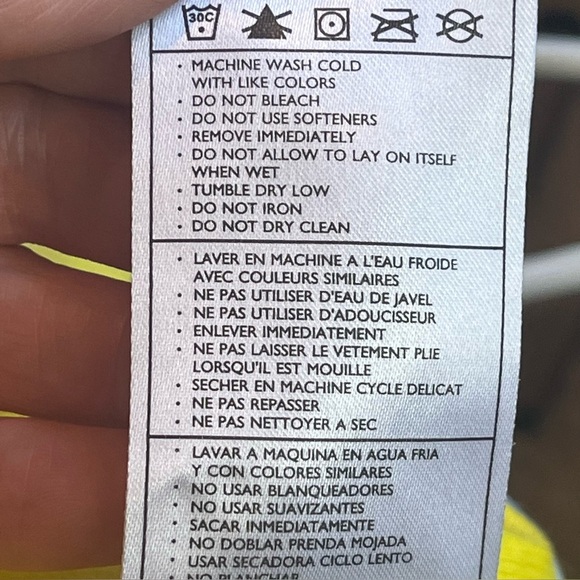 30C
• MACHINE WASH COLD
WITH LIKE COLORS
• DO NOT BLEACH
• DO NOT USE SOFTENERS
• REMOVE IMMEDIATELY
• DO NOT ALLOW TO LAY ON ITSELF
WHEN WET
• TUMBLE DRY LOW
• DO NOT IRON
• DO NOT DRY CLEAN
• LAVER EN MACHINE A L'EAU FROIDE
AVEC COULEURS SIMILAIRES
• NE PAS UTILISER D'EAU DE JAVEL
• NE PAS UTILISER D'ADOUCISSEUR
• ENLEVER IMMEDIATEMENT
• NE PAS LAISSER LE VETEMENT PLIE
LORSQU'IL EST MOUILLE
• SECHER EN MACHINE CYCLE DELICAT
• NE PAS REPASSER
• NE PAS NETTOYER A SEC
• LAVAR A MAQUINA EN AGUA FRIA
Y CON COLORES SIMILARES
• NO USAR BLANQUEADORES
• NO USAR SUAVIZANTES
• SACAR INMEDIATAMENTE
• NO DOBLAR PRENDA MOJADA
• USAR SECADORA CICLO LENTO
• NO PLANCHAR